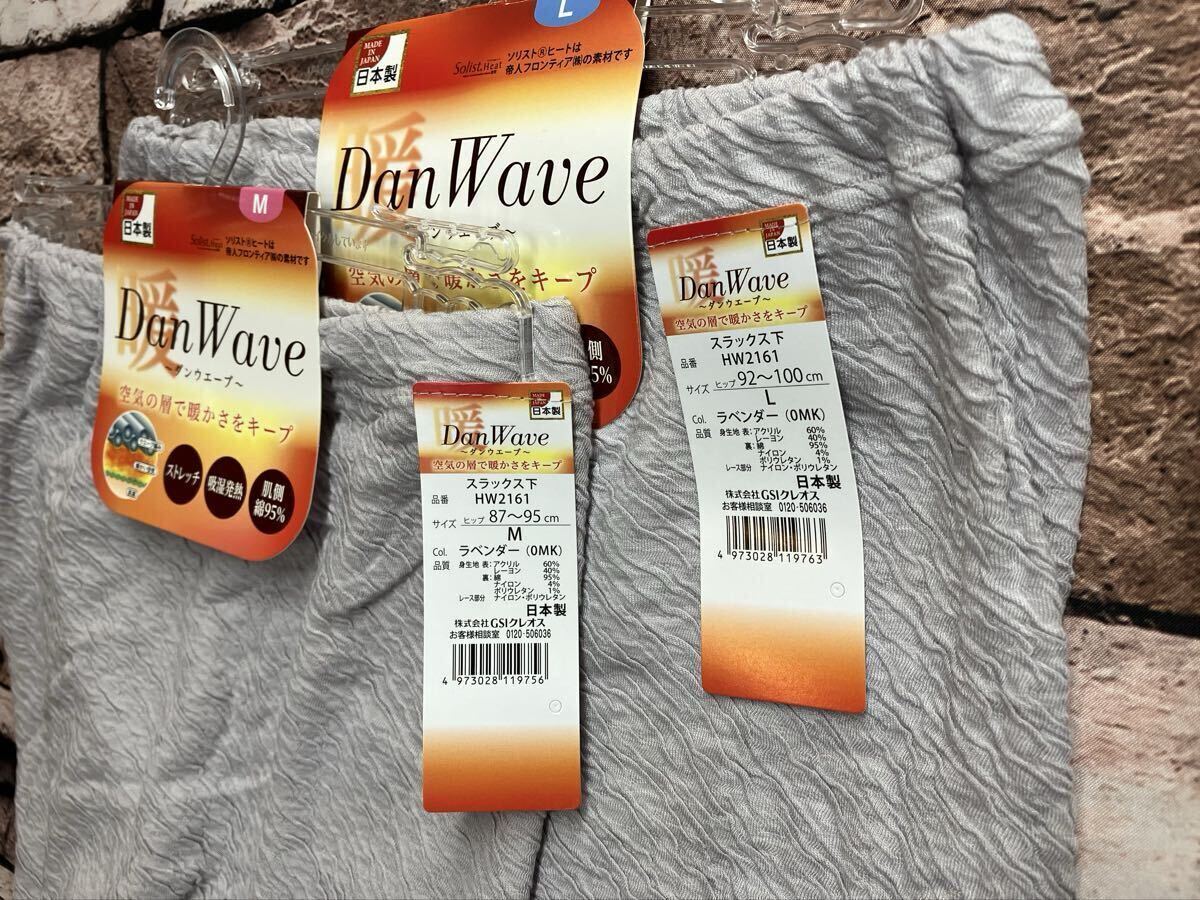 L
MADE IN JAPAN
日本製
Solist.Heat
ソリスト®ヒートは
帝人フロンティア㈱の素材です
暖
DanWave
〜ダンウエーブ〜
空気の層で暖かさをキープ
側
5%
M
MADE IN JAPAN
日本製
Solist.Heat
ソリスト®ヒートは
帝人フロンティア㈱の素材です
暖
DanWave
〜ダンウエーブ〜
空気の層で暖かさをキープ
ストレッチ
吸湿発熱
肌側
綿95%
MADE IN JAPAN
日本製
暖
DanWave
〜ダンウエーブ〜
空気の層で暖かさをキープ
スラックス下
品番 HW2161
サイズ ヒップ 87〜95cm
M
Col. ラベンダー(0MK)
品質 身生地 表:アクリル 60%
レーヨン 40%
裏:綿 95%
ナイロン 4%
ポリウレタン 1%
レース部分 ナイロン・ポリウレタン
日本製
株式会社GSIクレオス
お客様相談室 0120-506036
4 973028 119756
MADE IN JAPAN
日本製
暖
DanWave
〜ダンウエーブ〜
空気の層で暖かさをキープ
スラックス下
品番 HW2161
サイズ ヒップ 92〜100cm
L
Col. ラベンダー(0MK)
品質 身生地 表:アクリル 60%
レーヨン 40%
裏:綿 95%
ナイロン 4%
ポリウレタン 1%
レース部分 ナイロン・ポリウレタン
日本製
株式会社GSIクレオス
お客様相談室 0120-506036
4 973028 119763